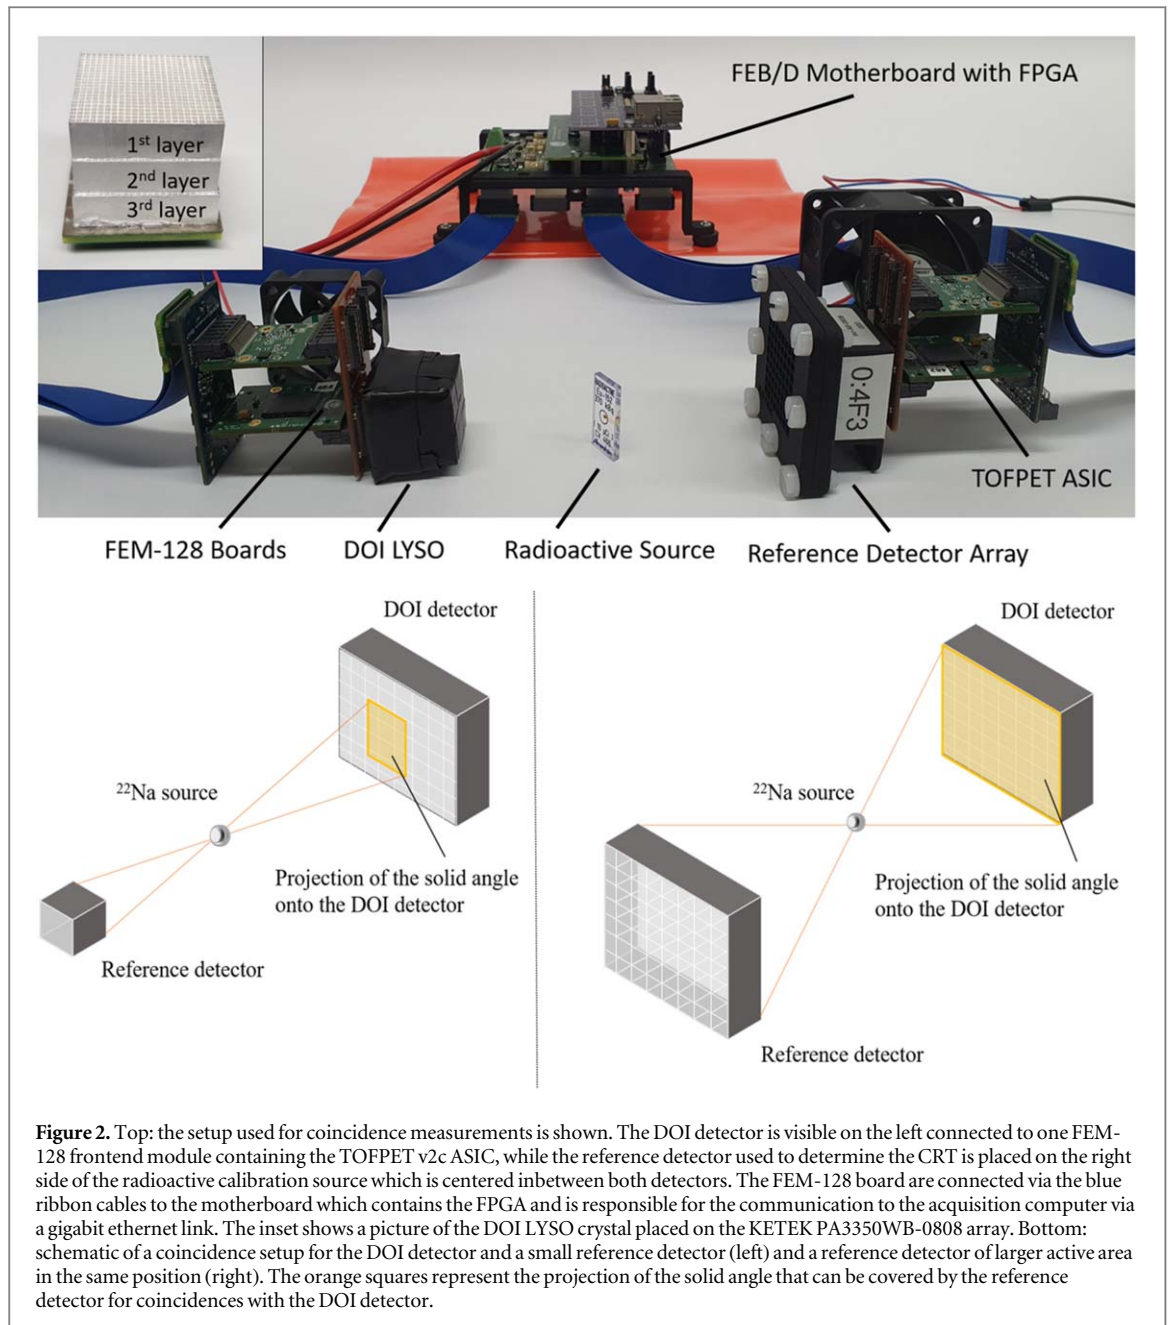 FEB/D Motherboard with FPGA
1st layer
2nd layer
3rd layer
0:4F3
TOFPET ASIC
FEM-128 Boards
DOI LYSO
Radioactive Source
Reference Detector Array
DOI detector
DOI detector
22Na source
22Na source
Projection of the solid angle
onto the DOI detector
Projection of the solid angle
onto the DOI detector
Reference detector
Reference detector
Figure 2. Top: the setup used for coincidence measurements is shown. The DOI detector is visible on the left connected to one FEM-
128 frontend module containing the TOFPET v2c ASIC, while the reference detector used to determine the CRT is placed on the right
side of the radioactive calibration source which is centered inbetween both detectors. The FEM-128 board are connected via the blue
ribbon cables to the motherboard which contains the FPGA and is responsible for the communication to the acquisition computer via
a gigabit ethernet link. The inset shows a picture of the DOI LYSO crystal placed on the KETEK PA3350WB-0808 array. Bottom:
schematic of a coincidence setup for the DOI detector and a small reference detector (left) and a reference detector of larger active area
in the same position (right). The orange squares represent the projection of the solid angle that can be covered by the reference
detector for coincidences with the DOI detector.